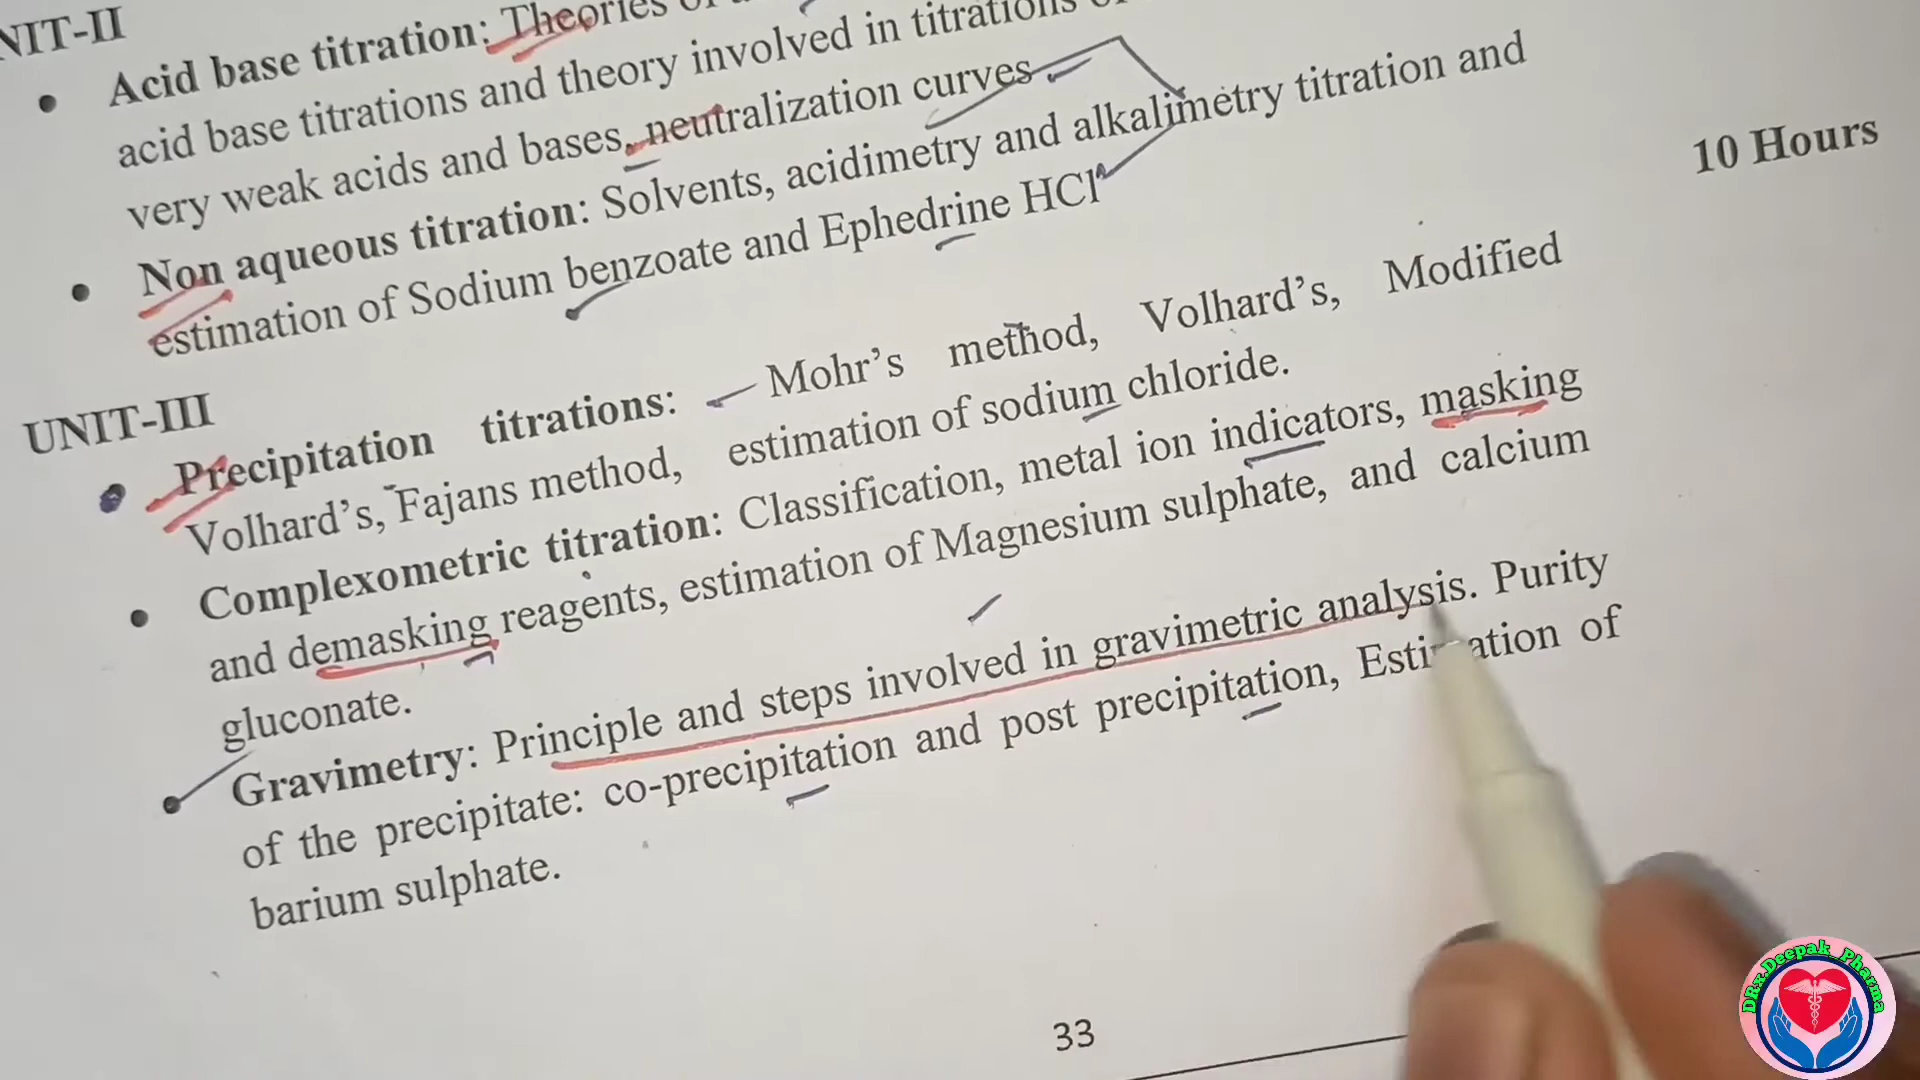 NIT-II
Acid base titration: Theories of
acid base titrations and theory involved in titrations
very weak acids and bases, neutralization curves
Non aqueous titration: Solvents, acidimetry and alkalimetry titration and
estimation of Sodium benzoate and Ephedrine HCl
10 Hours
UNIT-III
Precipitation titrations: Mohr's method, Volhard's, Modified
Volhard's, Fajans method, estimation of sodium chloride.
Complexometric titration: Classification, metal ion indicators, masking
and demasking reagents, estimation of Magnesium sulphate, and calcium
gluconate.
Gravimetry: Principle and steps involved in gravimetric analysis. Purity
of the precipitate: co-precipitation and post precipitation, Estimation of
barium sulphate.
33
DRx.Deepak_Pharma